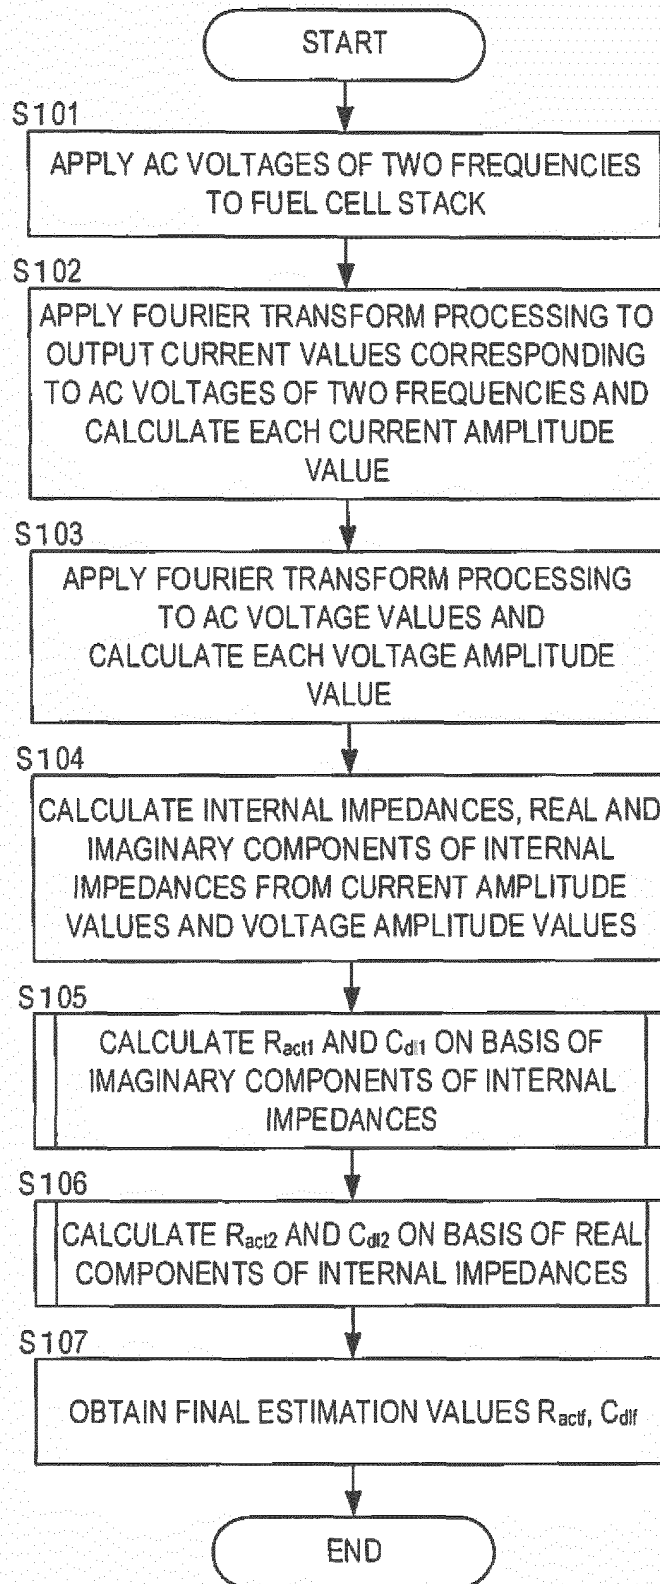 START
S101
APPLY AC VOLTAGES OF TWO FREQUENCIES
TO FUEL CELL STACK
S102
APPLY FOURIER TRANSFORM PROCESSING TO
OUTPUT CURRENT VALUES CORRESPONDING
TO AC VOLTAGES OF TWO FREQUENCIES AND
CALCULATE EACH CURRENT AMPLITUDE
VALUE
S103
APPLY FOURIER TRANSFORM PROCESSING
TO AC VOLTAGE VALUES AND
CALCULATE EACH VOLTAGE AMPLITUDE
VALUE
S104
CALCULATE INTERNAL IMPEDANCES, REAL AND
IMAGINARY COMPONENTS OF INTERNAL
IMPEDANCES FROM CURRENT AMPLITUDE
VALUES AND VOLTAGE AMPLITUDE VALUES
S105
CALCULATE Ract1 AND Cdl1 ON BASIS OF
IMAGINARY COMPONENTS OF INTERNAL
IMPEDANCES
S106
CALCULATE Ract2 AND Cdl2 ON BASIS OF REAL
COMPONENTS OF INTERNAL IMPEDANCES
S107
OBTAIN FINAL ESTIMATION VALUES Ractf, Cdlf
END